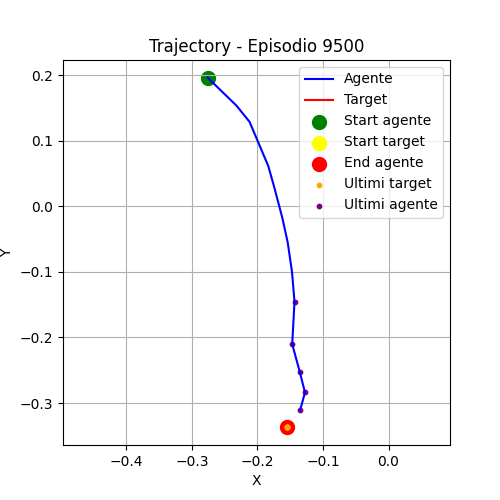 Trajectory - Episodio 9500
Agente
Target
Start agente
Start target
End agente
Ultimi target
Ultimi agente
0.2
0.1
0.0
−0.1
−0.2
−0.3
Y
−0.4
−0.3
−0.2
−0.1
0.0
X